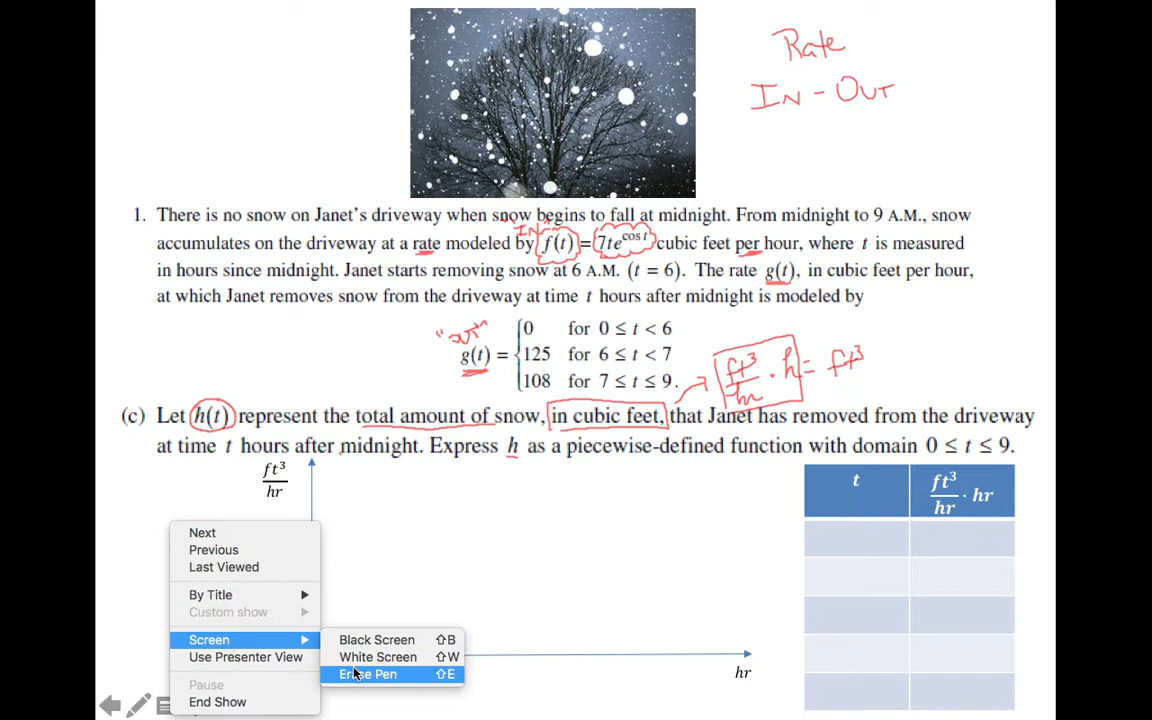 Rate
IN - OUT
1. There is no snow on Janet's driveway when snow begins to fall at midnight. From midnight to 9 A.M., snow
"IN"
accumulates on the driveway at a rate modeled by f(t) = 7te^{cos t} cubic feet per hour, where t is measured
in hours since midnight. Janet starts removing snow at 6 A.M. (t = 6). The rate g(t), in cubic feet per hour,
at which Janet removes snow from the driveway at time t hours after midnight is modeled by
"OUT"
0 for 0 ≤ t < 6
g(t) = { 125 for 6 ≤ t < 7
108 for 7 ≤ t ≤ 9.
ft³/hr · h = ft³
(c) Let h(t) represent the total amount of snow, in cubic feet, that Janet has removed from the driveway
at time t hours after midnight. Express h as a piecewise-defined function with domain 0 ≤ t ≤ 9.
ft³/hr
t ft³/hr · hr
Next
Previous
Last Viewed
By Title
Custom show
Screen
Use Presenter View
Pause
End Show
Black Screen ⇧B
White Screen ⇧W
Erase Pen ⇧E
hr